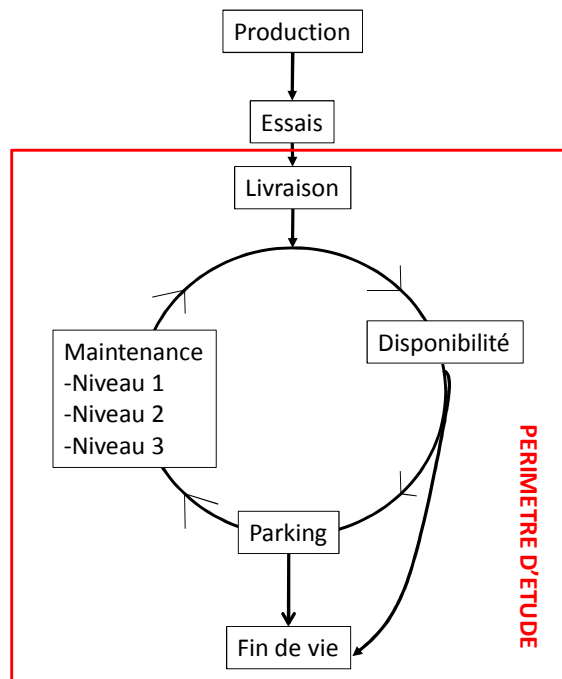 Production
Essais
Livraison
Disponibilité
Maintenance
-Niveau 1
-Niveau 2
-Niveau 3
Parking
Fin de vie
PERIMETRE D'ETUDE